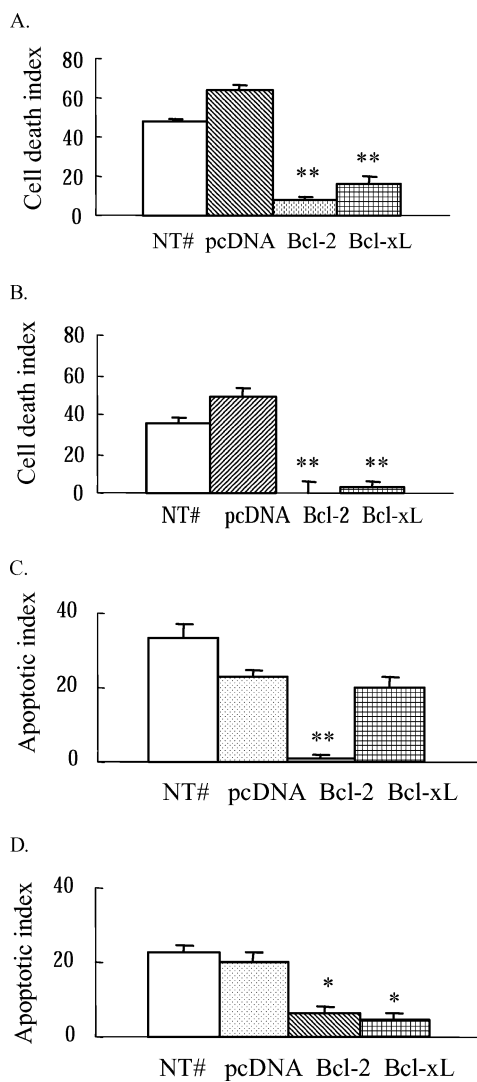 A.
Cell death index
80
60
40
20
0
**
**
NT# pcDNA Bcl-2 Bcl-xL
B.
Cell death index
80
60
40
20
0
**
**
NT# pcDNA Bcl-2 Bcl-xL
C.
Apoptotic index
40
20
0
**
NT# pcDNA Bcl-2 Bcl-xL
D.
Apoptotic index
40
20
0
*
*
NT# pcDNA Bcl-2 Bcl-xL